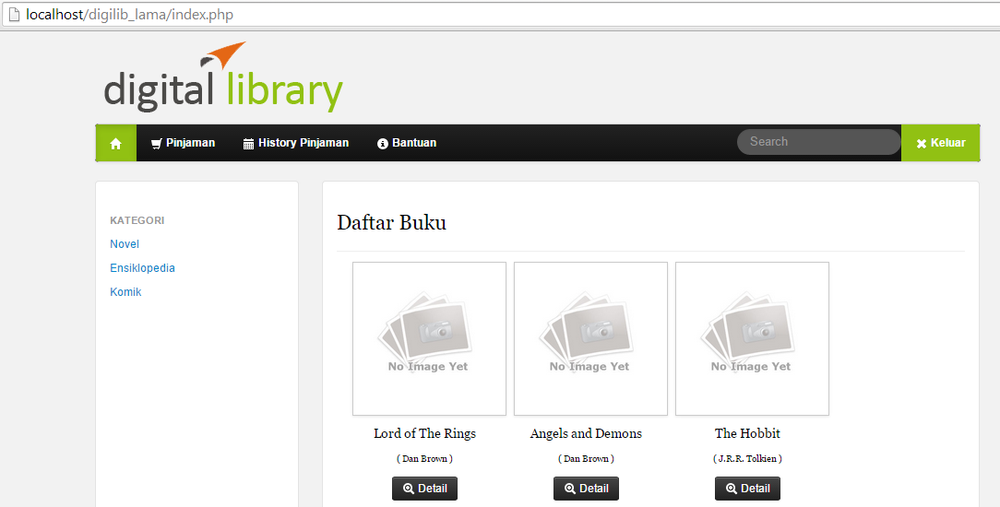 localhost/digilib_lama/index.php
digital library
Pinjaman History Pinjaman Bantuan Search Keluar
KATEGORI
Novel
Ensiklopedia
Komik
Daftar Buku
No Image Yet No Image Yet No Image Yet
Lord of The Rings Angels and Demons The Hobbit
( Dan Brown ) ( Dan Brown ) ( J.R.R. Tolkien )
Detail Detail Detail